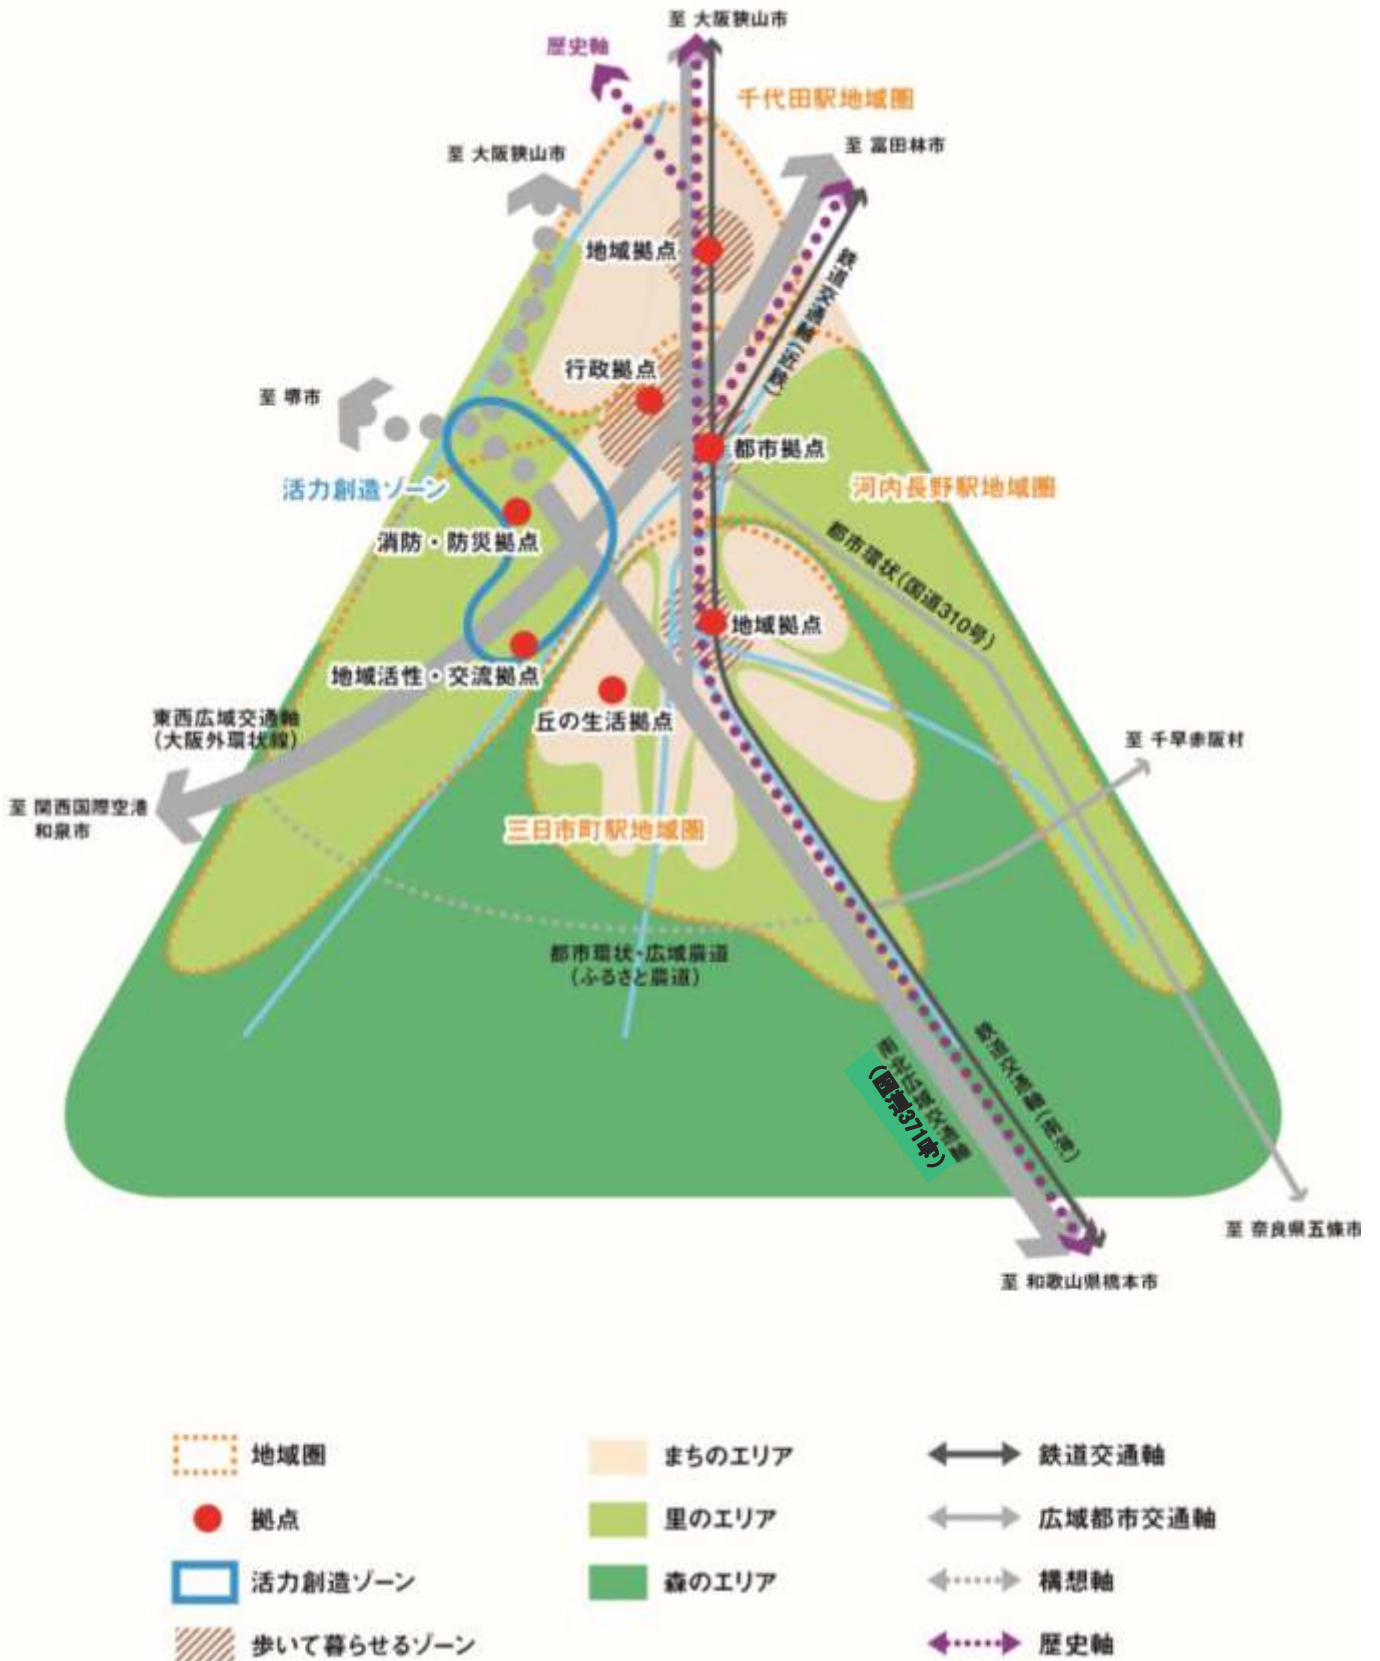 至 大阪狭山市
歴史軸
千代田駅地域圏
至 富田林市
至 大阪狭山市
地域拠点
鉄道交通軸(近鉄)
行政拠点
至 堺市
都市拠点
活力創造ゾーン
河内長野駅地域圏
消防・防災拠点
都市環状(国道310号)
地域拠点
地域活性・交流拠点
丘の生活拠点
東西広域交通軸
(大阪外環状線)
至 千早赤阪村
至 関西国際空港
和泉市
三日市町駅地域圏
都市環状・広域農道
(ふるさと農道)
南北広域交通軸
(国道371号)
鉄道交通軸(南海)
至 奈良県五條市
至 和歌山県橋本市
地域圏
まちのエリア
鉄道交通軸
拠点
里のエリア
広域都市交通軸
活力創造ゾーン
森のエリア
構想軸
歩いて暮らせるゾーン
歴史軸